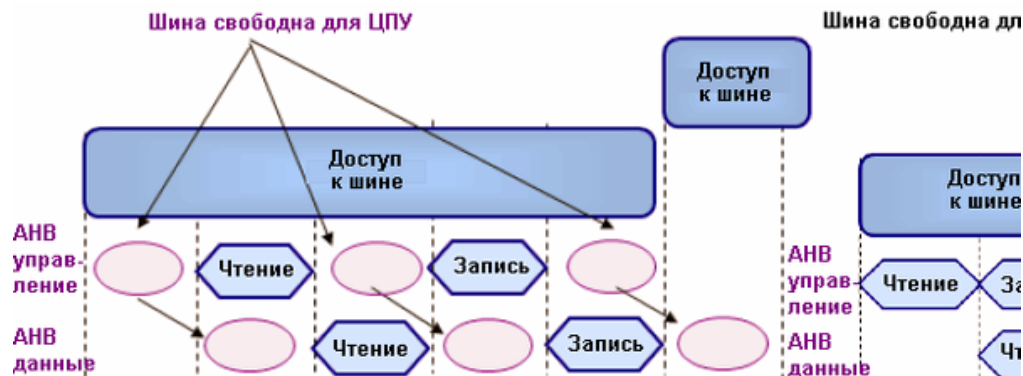 Шина свободна для ЦПУ
Шина свободна
Доступ
к шине
Доступ
к шине
Доступ
к шине
АНВ
управ-
ление
Чтение
Запись
АНВ
данные
Чтение
Запись
АНВ
управ-
ление
Чтение
АНВ
данные